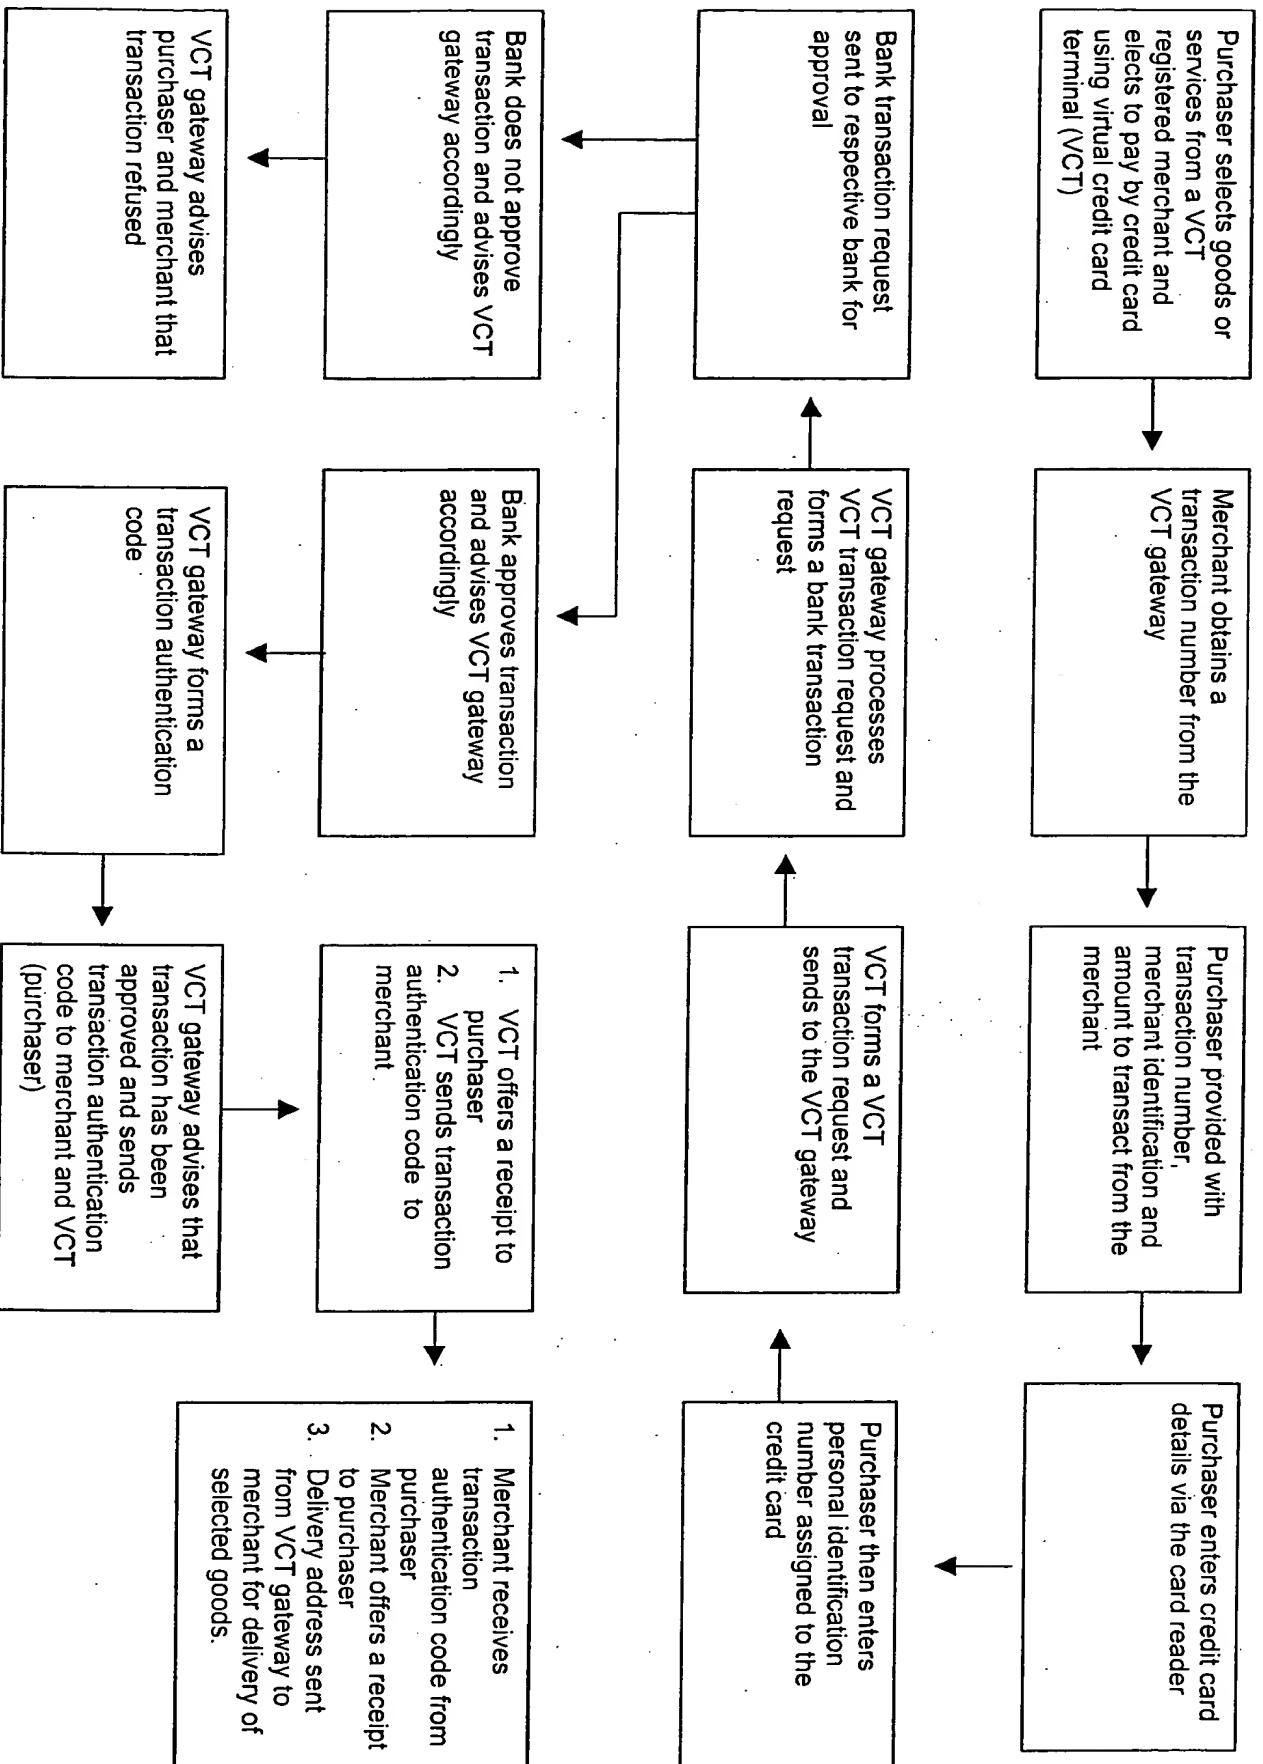 Purchaser selects goods or
services from a VCT
registered merchant and
elects to pay by credit card
using virtual credit card
terminal (VCT)
Merchant obtains a
transaction number from the
VCT gateway
Purchaser provided with
transaction number,
merchant identification and
amount to transact from the
merchant
Purchaser enters credit card
details via the card reader
Purchaser then enters
personal identification
number assigned to the
credit card
VCT forms a VCT
transaction request and
sends to the VCT gateway
VCT gateway processes
VCT transaction request and
forms a bank transaction
request
Bank transaction request
sent to respective bank for
approval
Bank does not approve
transaction and advises VCT
gateway accordingly
VCT gateway advises
purchaser and merchant that
transaction refused
Bank approves transaction
and advises VCT gateway
accordingly
VCT gateway forms a
transaction authentication
code
VCT gateway advises that
transaction has been
approved and sends
transaction authentication
code to merchant and VCT
(purchaser)
1. VCT offers a receipt to
purchaser
2. VCT sends transaction
authentication code to
merchant
1. Merchant receives
transaction
authentication code from
purchaser
2. Merchant offers a receipt
to purchaser
3. Delivery address sent
from VCT gateway to
merchant for delivery of
selected goods.